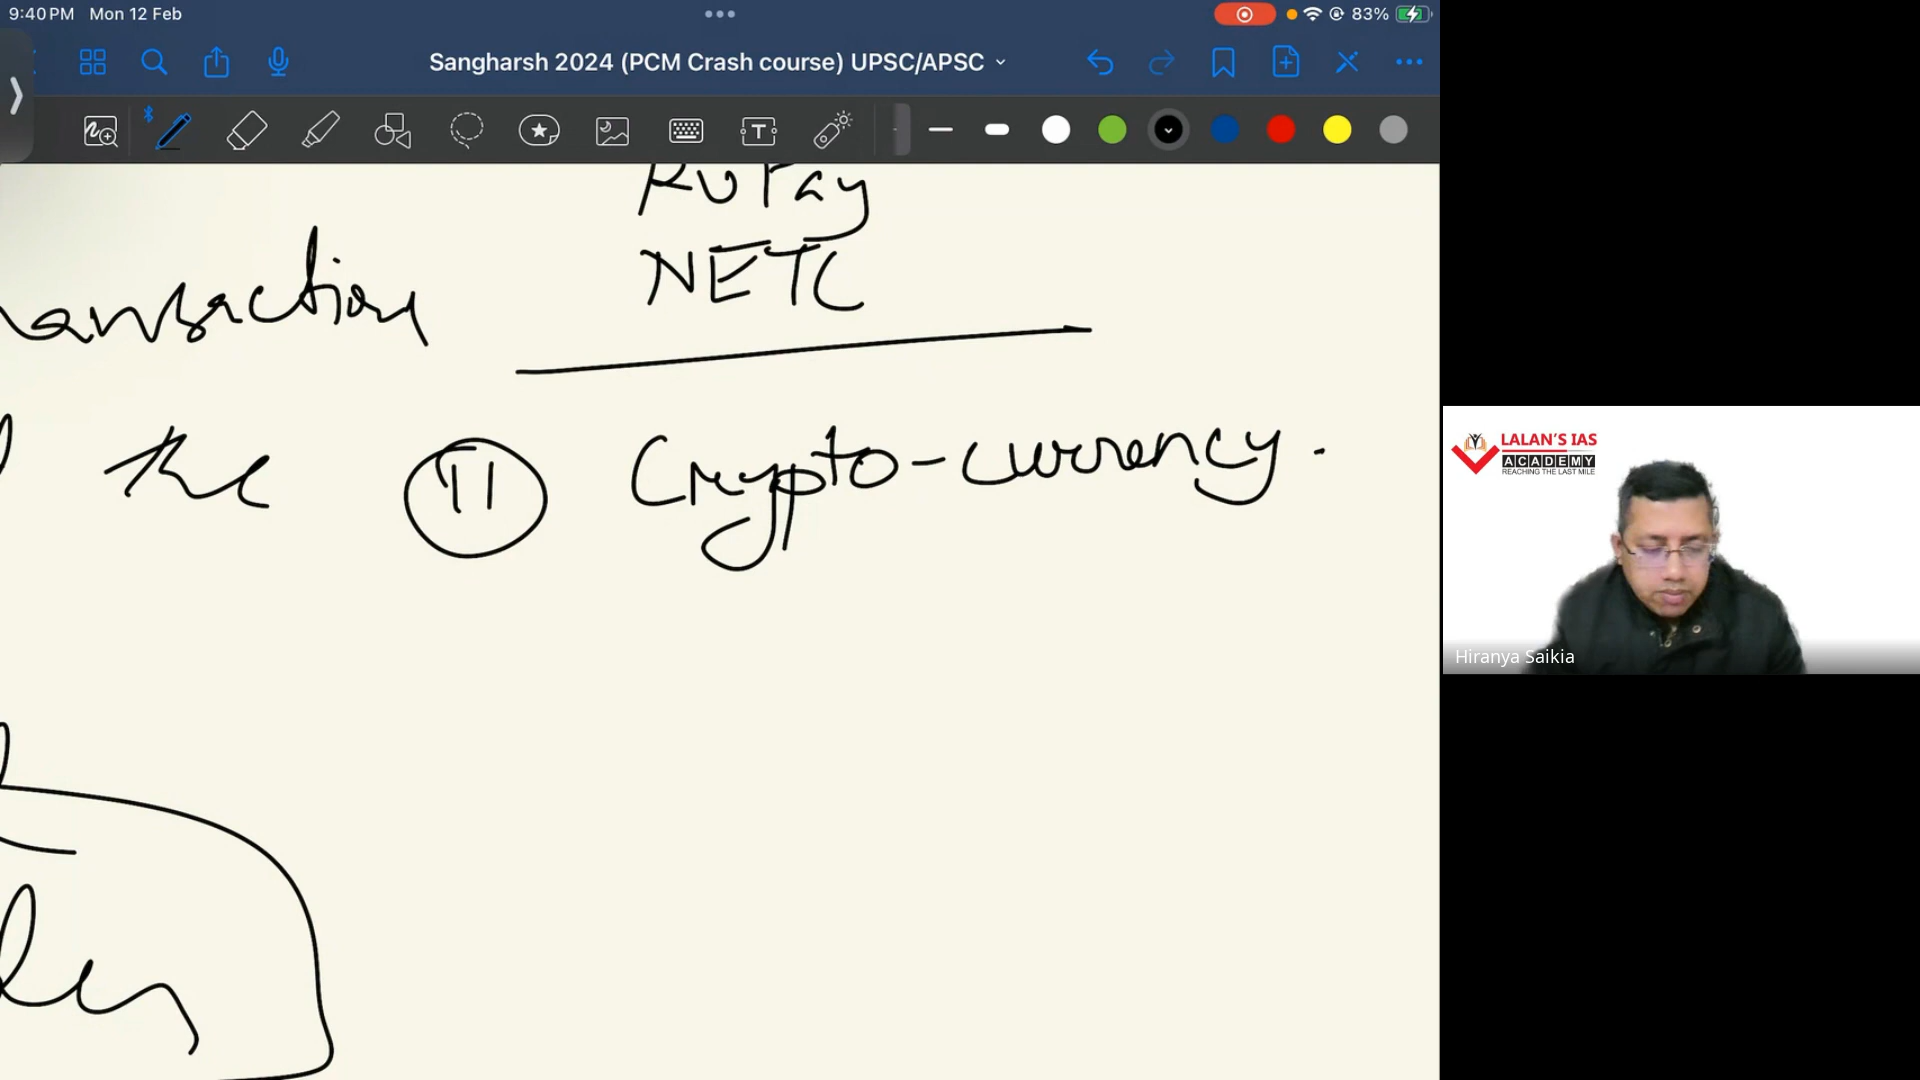 9:40 PM Mon 12 Feb
83%
Sangharsh 2024 (PCM Crash course) UPSC/APSC
RuPay
NETC
ransaction
the
II Crypto-currency.
LALAN'S IAS
ACADEMY
REACHING THE LAST MILE
Hiranya Saikia